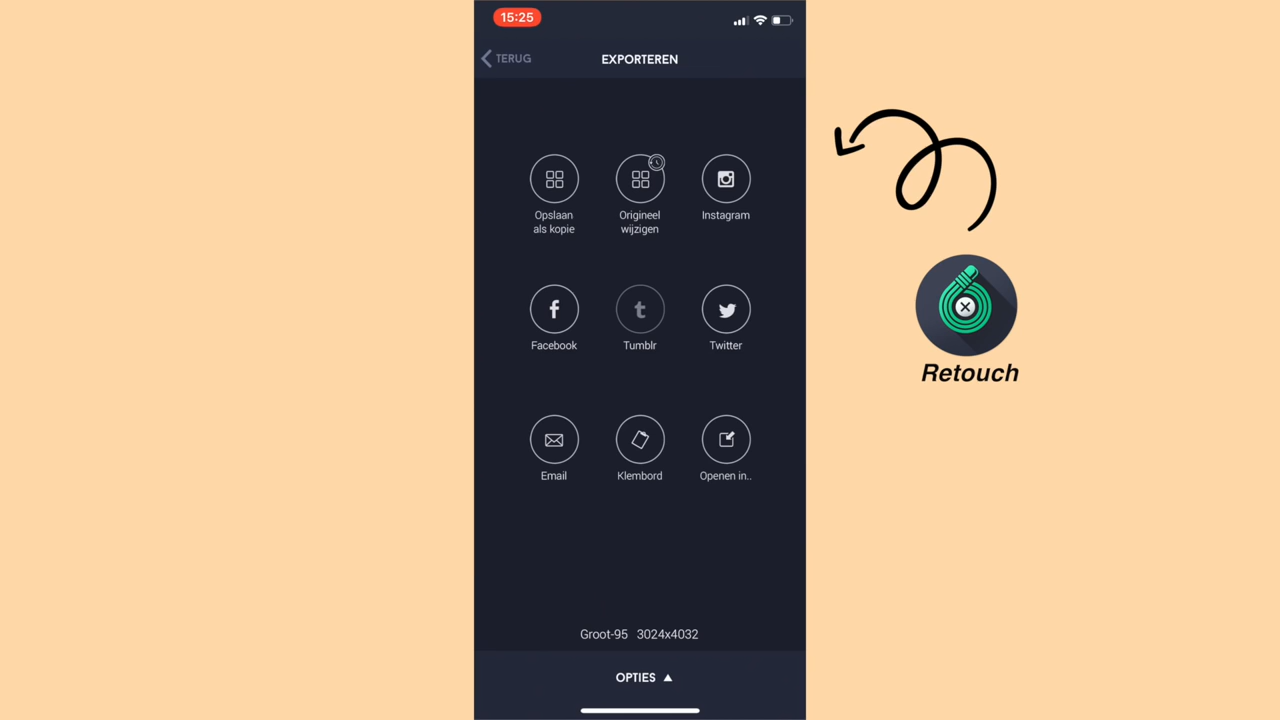 15:25
TERUG
EXPORTEREN
Opslaan
als kopie
Origineel
wijzigen
Instagram
Facebook
Tumblr
Twitter
Email
Klembord
Openen in..
Retouch
Groot-95 3024x4032
OPTIES